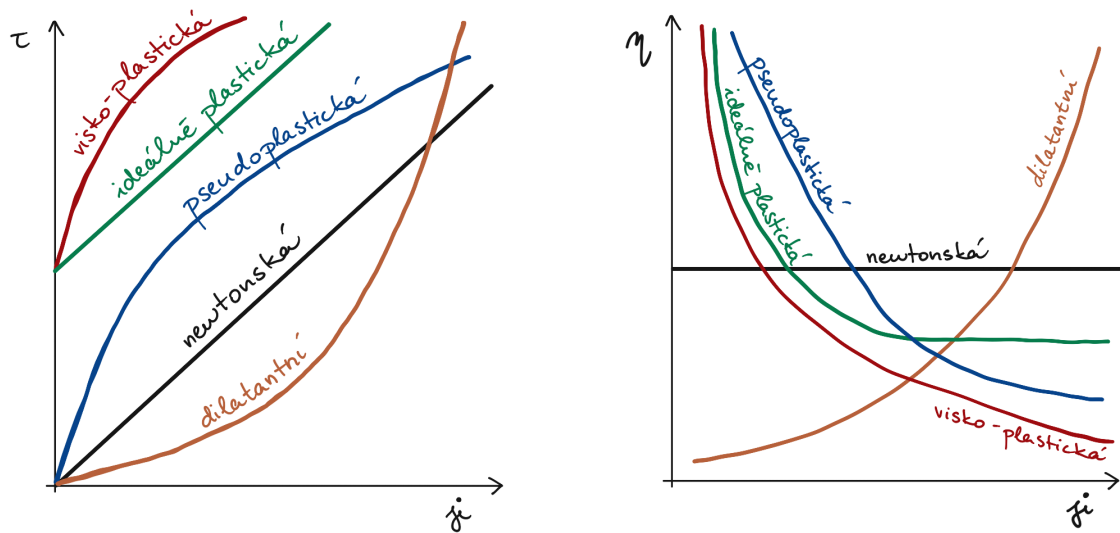 τ
visko-plastická
ideálně plastická
pseudoplastická
newtonská
dilatantní
γ̇
η
pseudoplastická
ideálně plastická
dilatantní
newtonská
visko-plastická
γ̇